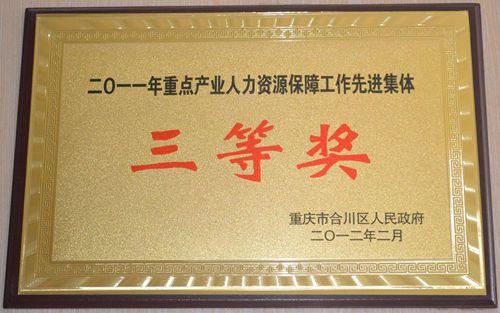 二〇一一年重点产业人力资源保障工作先进集体
三等奖
重庆市合川区人民政府
二〇一二年二月